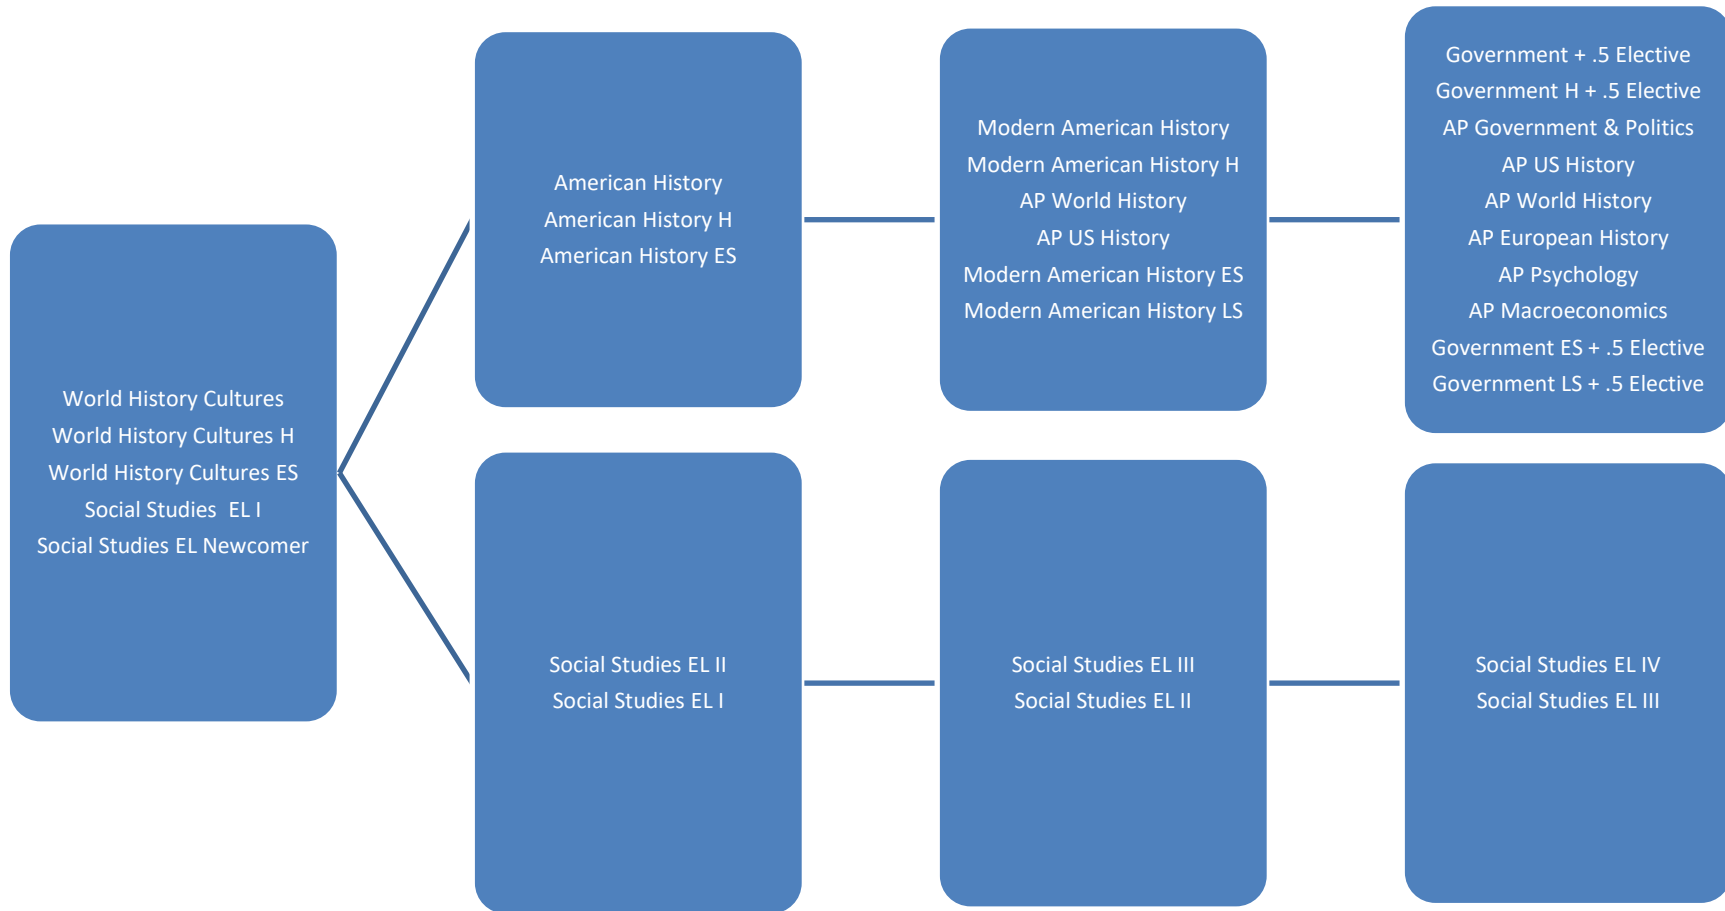 World History Cultures
World History Cultures H
World History Cultures ES
Social Studies  EL I
Social Studies EL Newcomer
American History
American History H
American History ES
Modern American History
Modern American History H
AP World History
AP US History
Modern American History ES
Modern American History LS
Government + .5 Elective
Government H + .5 Elective
AP Government & Politics
AP US History
AP World History
AP European History
AP Psychology
AP Macroeconomics
Government ES + .5 Elective
Government LS + .5 Elective
Social Studies EL II
Social Studies EL I
Social Studies EL III
Social Studies EL II
Social Studies EL IV
Social Studies EL III